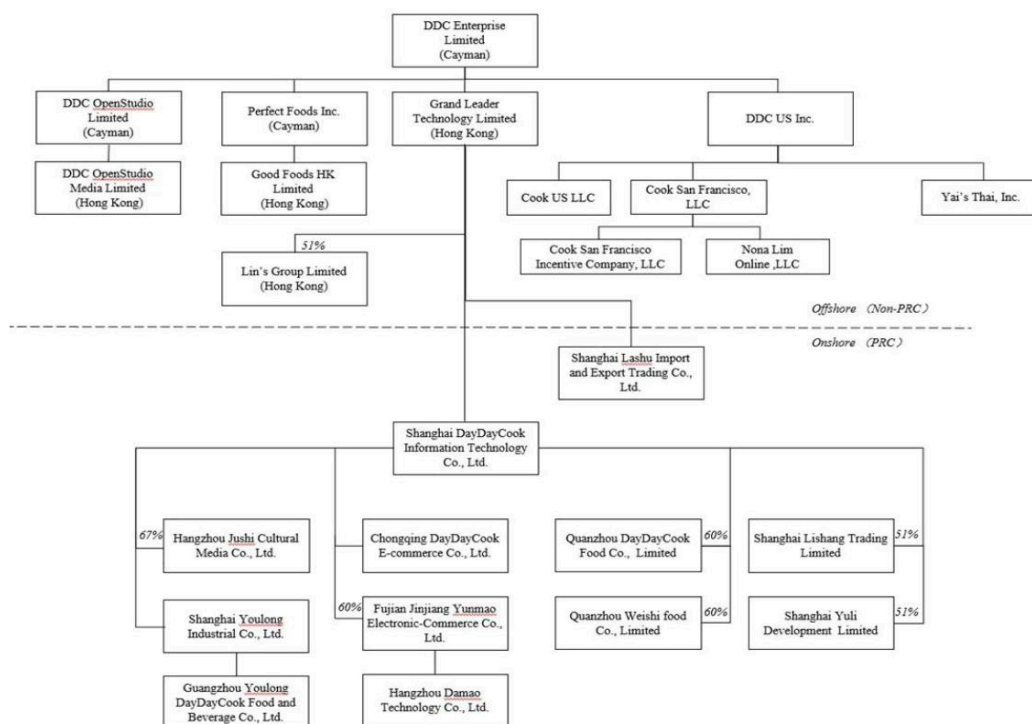 DDC Enterprise
Limited
(Cayman)
DDC OpenStudio
Limited
(Cayman)
Perfect Foods Inc.
(Cayman)
Grand Leader
Technology Limited
(Hong Kong)
DDC US Inc.
DDC OpenStudio
Media Limited
(Hong Kong)
Good Foods HK
Limited
(Hong Kong)
Cook US LLC
Cook San Francisco,
LLC
Yai's Thai, Inc.
51%
Lin's Group Limited
(Hong Kong)
Cook San Francisco
Incentive Company, LLC
Nona Lim
Online ,LLC
Offshore （Non-PRC）
Onshore （PRC）
Shanghai Lashu Import
and Export Trading Co.,
Ltd.
Shanghai DayDayCook
Information Technology
Co., Ltd.
67%
Hangzhou Jushi Cultural
Media Co., Ltd.
Chongqing DayDayCook
E-commerce Co., Ltd.
Quanzhou DayDayCook
Food Co., Limited
60%
Shanghai Lishang Trading
Limited
51%
Shanghai Youlong
Industrial Co., Ltd.
60%
Fujian Jinjiang Yunmao
Electronic-Commerce Co.,
Ltd.
Quanzhou Weishi food
Co., Limited
60%
Shanghai Yuli
Development Limited
51%
Guangzhou Youlong
DayDayCook Food and
Beverage Co., Ltd.
Hangzhou Damao
Technology Co., Ltd.